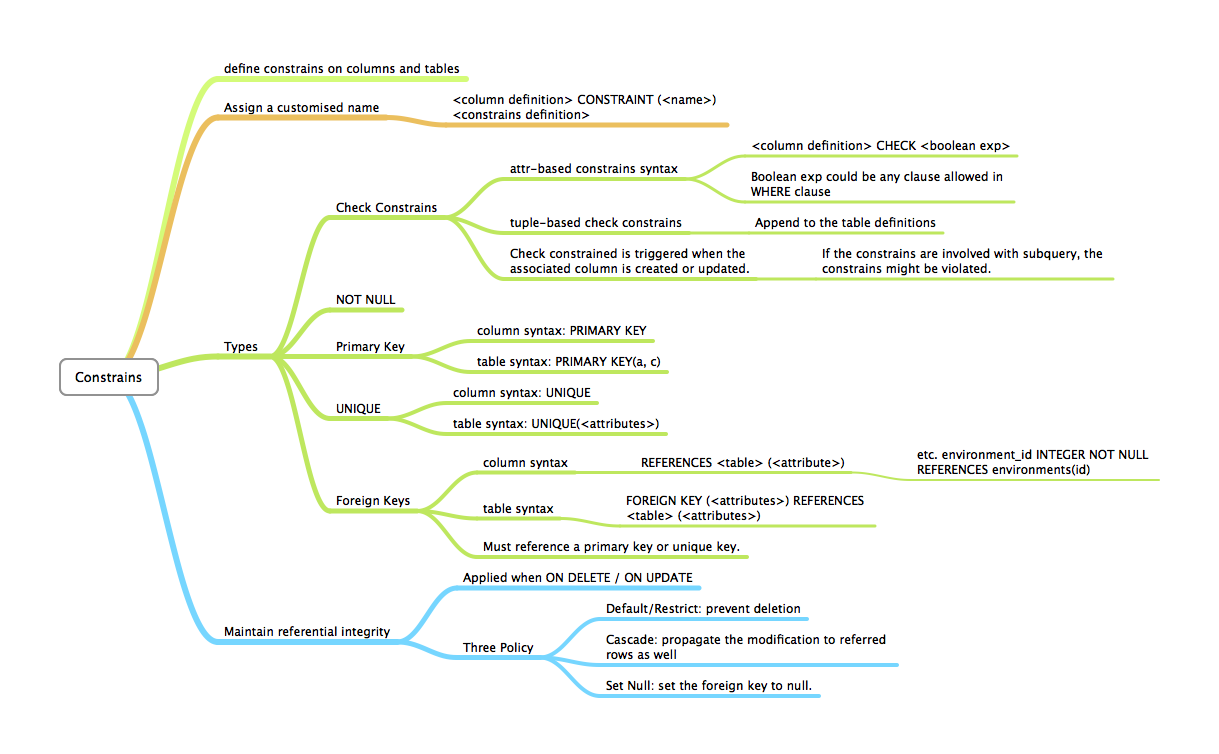 define constrains on columns and tables
Assign a customised name
<column definition> CONSTRAINT (<name>)
<constrains definition>
<column definition> CHECK <boolean exp>
attr-based constrains syntax
Boolean exp could be any clause allowed in
WHERE clause
Check Constrains
tuple-based check constrains
Append to the table definitions
Check constrained is triggered when the
associated column is created or updated.
If the constrains are involved with subquery, the
constrains might be violated.
NOT NULL
Types
Primary Key
column syntax: PRIMARY KEY
table syntax: PRIMARY KEY(a, c)
Constrains
UNIQUE
column syntax: UNIQUE
table syntax: UNIQUE(<attributes>)
column syntax
REFERENCES <table> (<attribute>)
etc. environment_id INTEGER NOT NULL
REFERENCES environments(id)
Foreign Keys
table syntax
FOREIGN KEY (<attributes>) REFERENCES
<table> (<attributes>)
Must reference a primary key or unique key.
Applied when ON DELETE / ON UPDATE
Maintain referential integrity
Default/Restrict: prevent deletion
Three Policy
Cascade: propagate the modification to referred
rows as well
Set Null: set the foreign key to null.